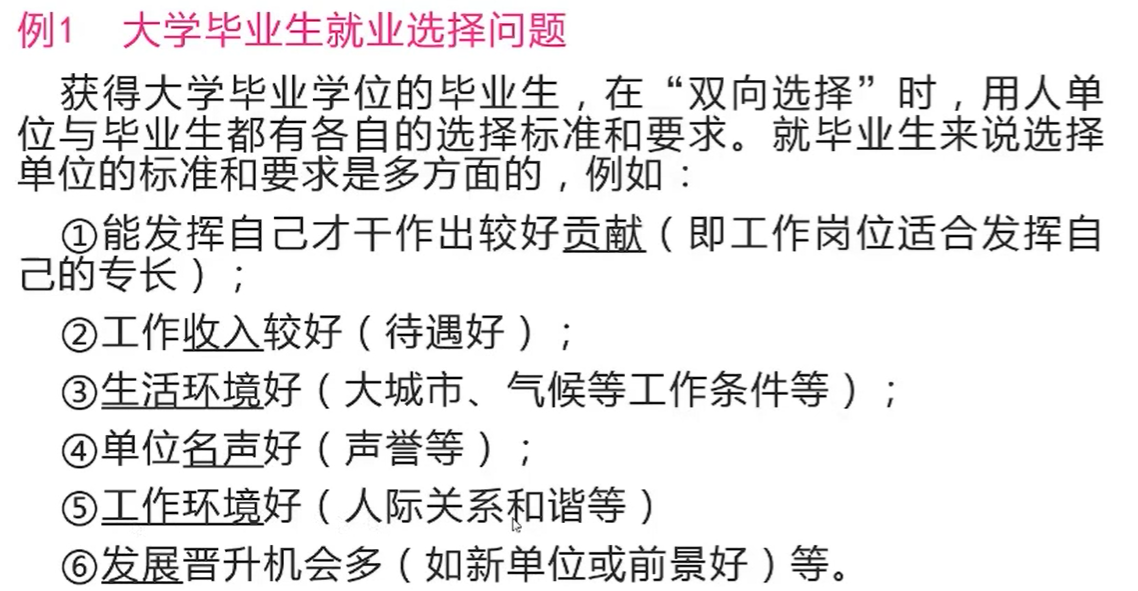 例1　大学毕业生就业选择问题
获得大学毕业学位的毕业生，在“双向选择”时，用人单
位与毕业生都有各自的选择标准和要求。就毕业生来说选择
单位的标准和要求是多方面的，例如：
①能发挥自己才干作出较好贡献（即工作岗位适合发挥自
己的专长）；
②工作收入较好（待遇好）；
③生活环境好（大城市、气候等工作条件等）；
④单位名声好（声誉等）；
⑤工作环境好（人际关系和谐等）
⑥发展晋升机会多（如新单位或前景好）等。